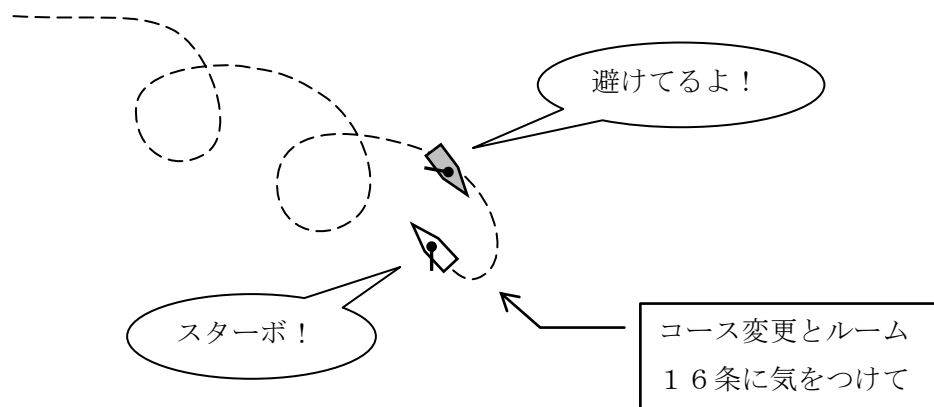 避けてるよ！
スターボ！
コース変更とルーム
１６条に気をつけて